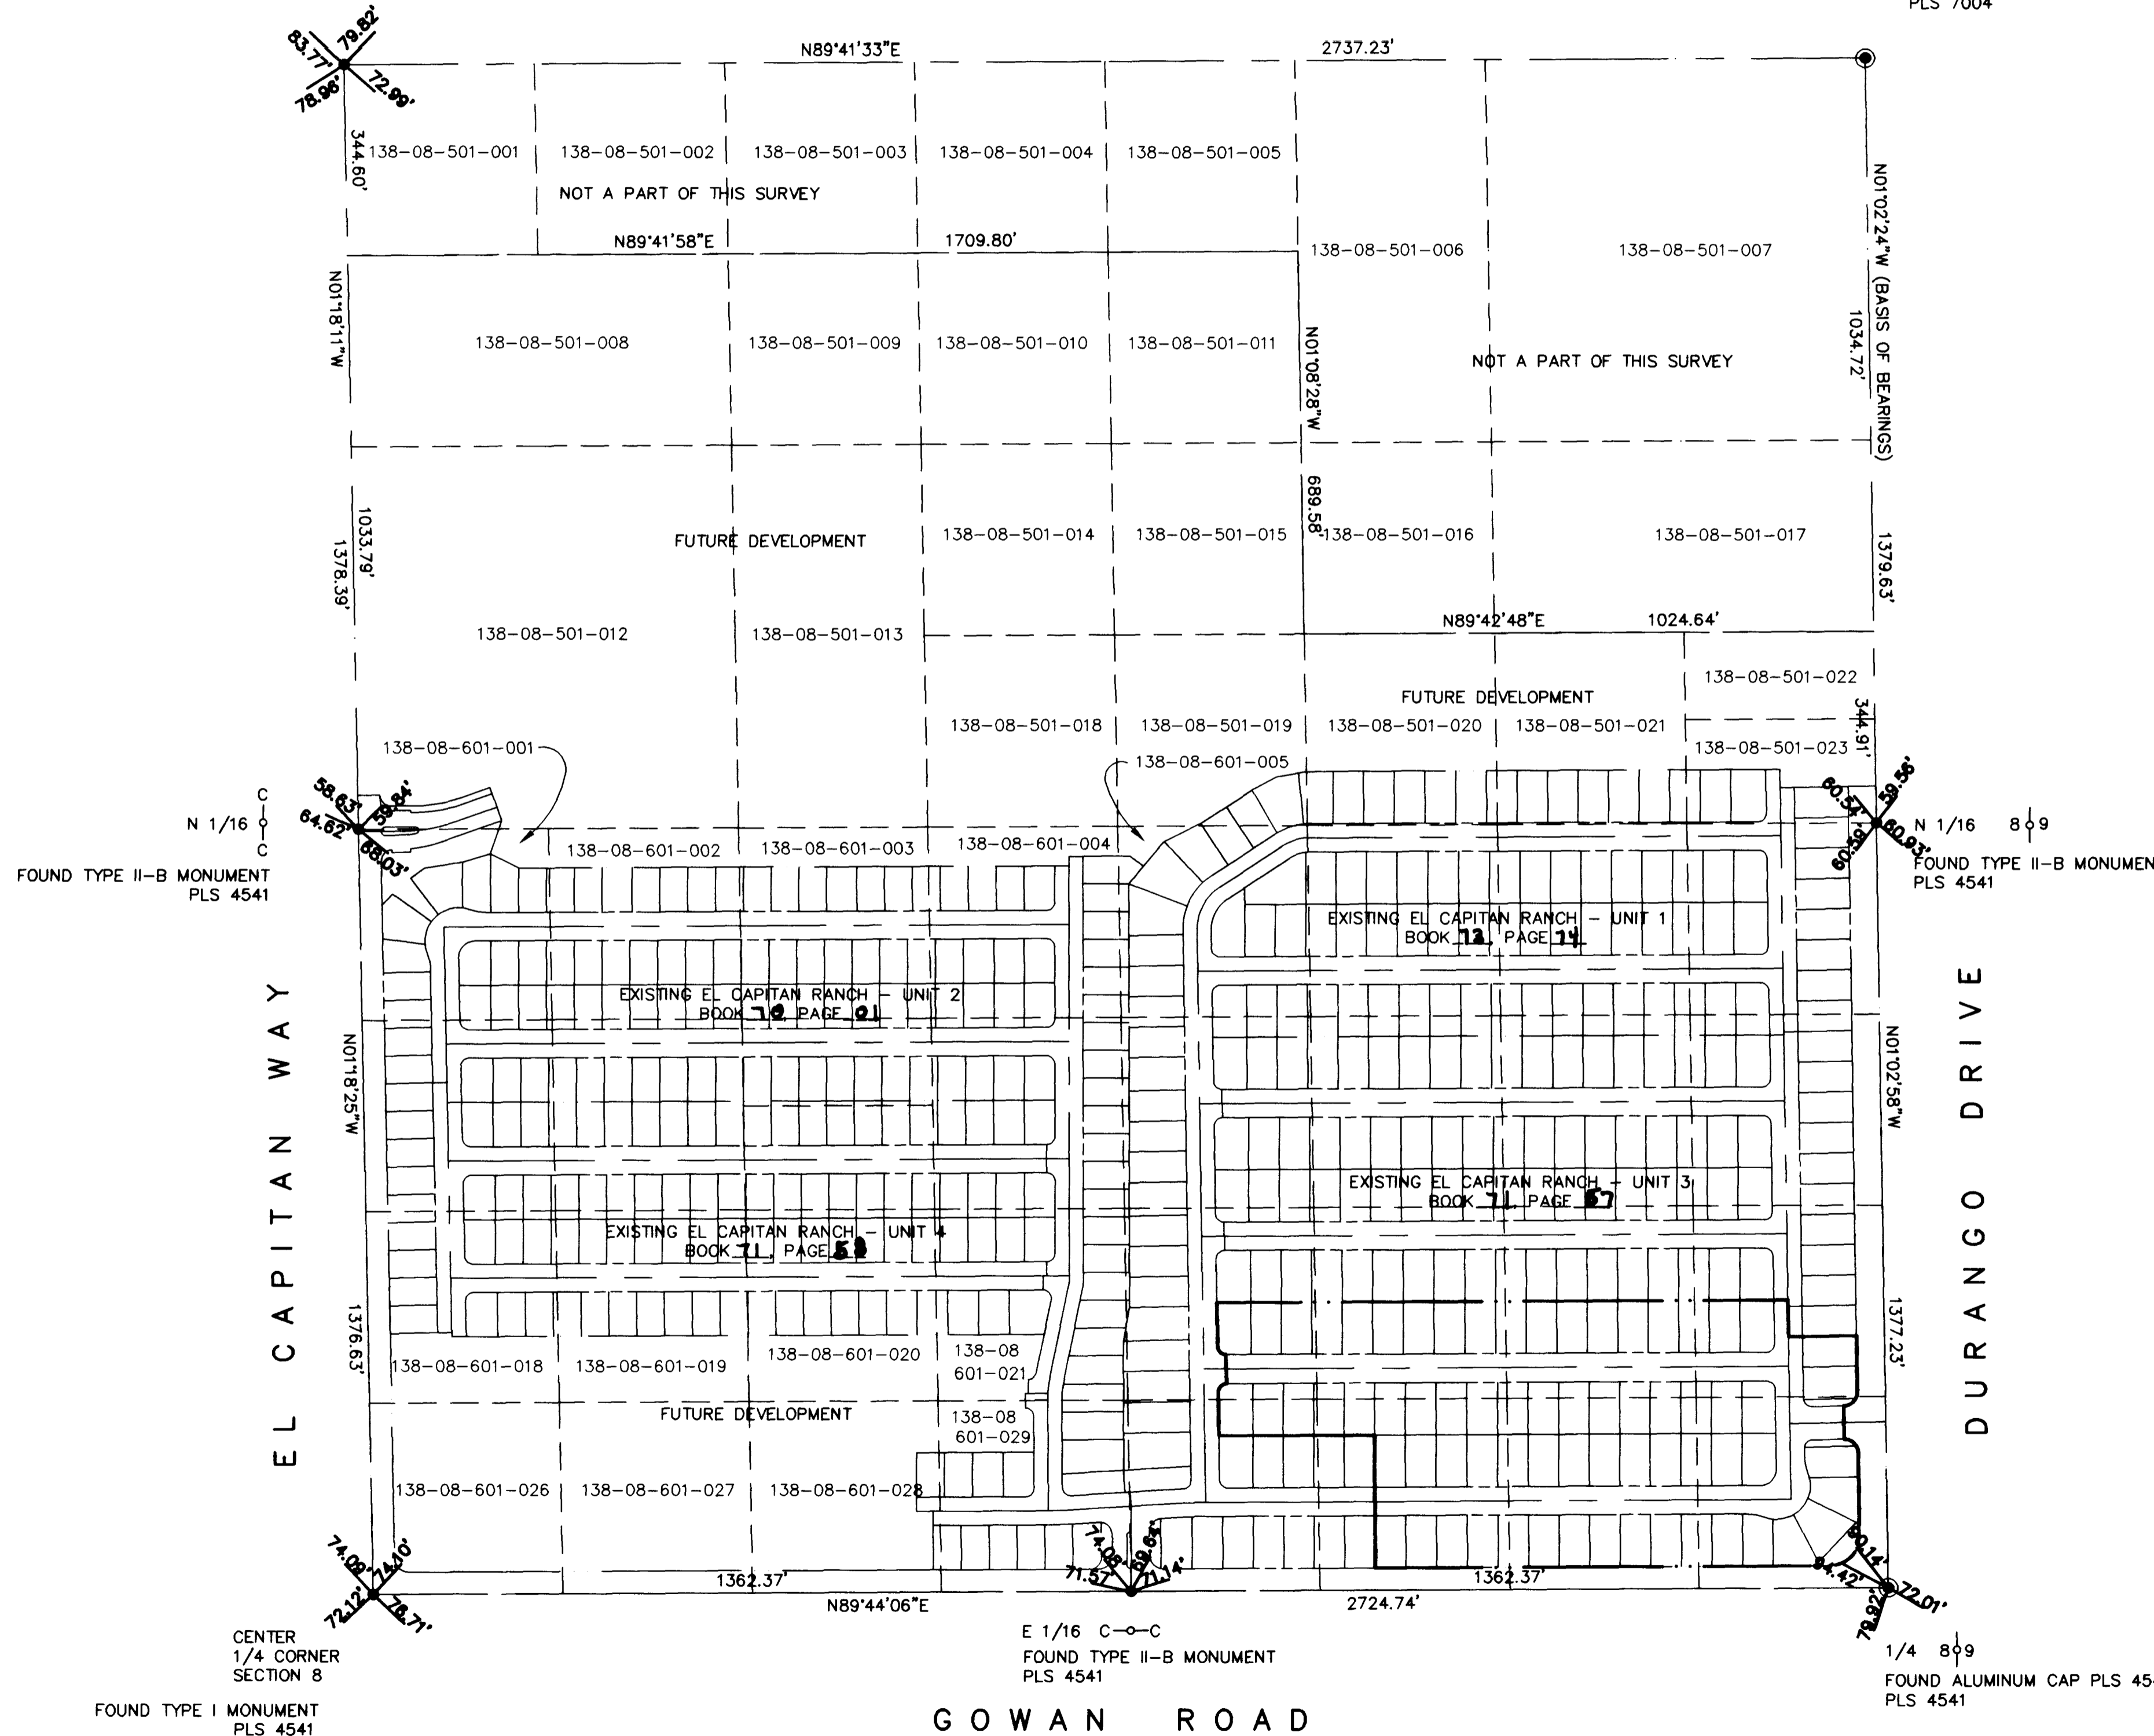 PLS 7004
83.77'
79.82'
78.96'
72.99'
N89°41'33"E
2737.23'
344.60'
138-08-501-001
138-08-501-002
138-08-501-003
138-08-501-004
138-08-501-005
NOT A PART OF THIS SURVEY
N89°41'58"E
1709.80'
138-08-501-006
138-08-501-007
N01°02'24"W (BASIS OF BEARINGS)
1034.72'
N01°18'11"W
138-08-501-008
138-08-501-009
138-08-501-010
138-08-501-011
N01°08'28"W
NOT A PART OF THIS SURVEY
689.58'
1033.79'
1378.39'
FUTURE DEVELOPMENT
138-08-501-014
138-08-501-015
138-08-501-016
138-08-501-017
1379.63'
138-08-501-012
138-08-501-013
N89°42'48"E
1024.64'
138-08-501-022
FUTURE DEVELOPMENT
138-08-501-018
138-08-501-019
138-08-501-020
138-08-501-021
344.91'
138-08-501-023
138-08-601-001
138-08-601-005
58.63'
59.84'
64.62'
68.03'
C
N 1/16
C
FOUND TYPE II-B MONUMENT
PLS 4541
60.54'
59.56'
60.59'
60.93'
N 1/16 8 9
FOUND TYPE II-B MONUMEN
PLS 4541
138-08-601-002
138-08-601-003
138-08-601-004
EXISTING EL CAPITAN RANCH - UNIT 1
BOOK PAGE 74
EXISTING EL CAPITAN RANCH - UNIT 2
BOOK 70, PAGE 01
EL CAPITAN WAY
N01°18'25"W
N01°02'58"W
DURANGO DRIVE
EXISTING EL CAPITAN RANCH - UNIT 3
BOOK 71, PAGE 57
EXISTING EL CAPITAN RANCH - UNIT 4
BOOK 71, PAGE 58
1376.63'
1377.23'
138-08-601-018
138-08-601-019
138-08-601-020
138-08
601-021
FUTURE DEVELOPMENT
138-08
601-029
138-08-601-026
138-08-601-027
138-08-601-028
74.09'
74.10'
72.12'
76.71'
1362.37'
N89°44'06"E
74.08'
59.64'
71.57'
71.14'
1362.37'
2724.74'
94.42'
72.01'
79.92'
CENTER
1/4 CORNER
SECTION 8
FOUND TYPE I MONUMENT
PLS 4541
E 1/16 C C
FOUND TYPE II-B MONUMENT
PLS 4541
1/4 8 9
FOUND ALUMINUM CAP PLS 45
PLS 4541
GOWAN ROAD